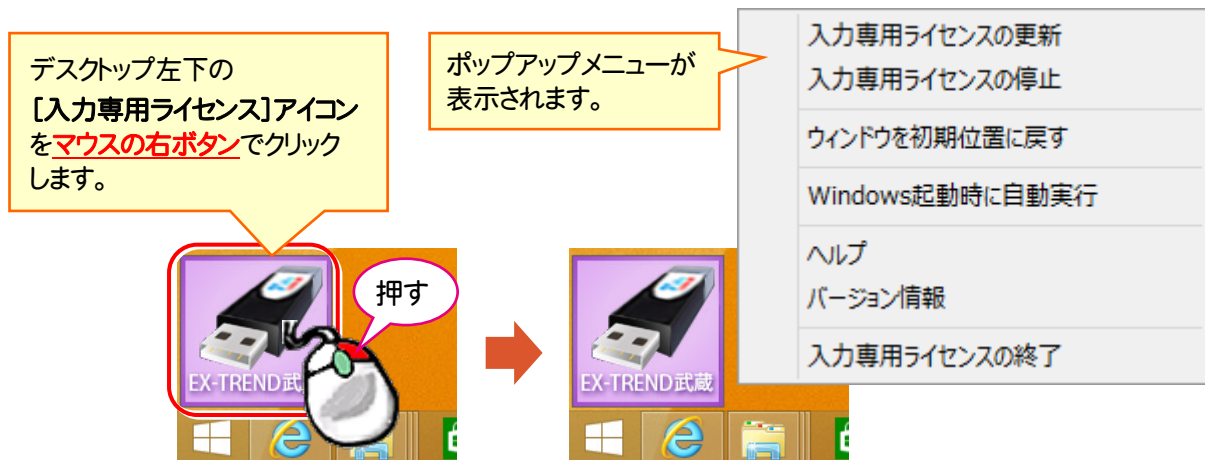 デスクトップ左下の
[入力専用ライセンス]アイコン
をマウスの右ボタンでクリック
します。
押す
EX-TREND武
ポップアップメニューが
表示されます。
EX-TREND武蔵
入力専用ライセンスの更新
入力専用ライセンスの停止
ウィンドウを初期位置に戻す
Windows起動時に自動実行
ヘルプ
バージョン情報
入力専用ライセンスの終了